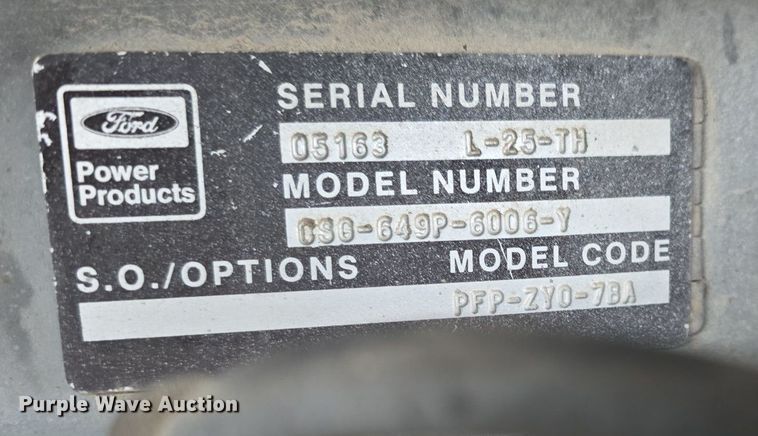 Ford
Power
Products
SERIAL NUMBER
05163 L-25-TH
MODEL NUMBER
CSG-649P-6006-Y
S.O./OPTIONS
MODEL CODE
PFP-ZYO-7BA
Purple Wave Auction